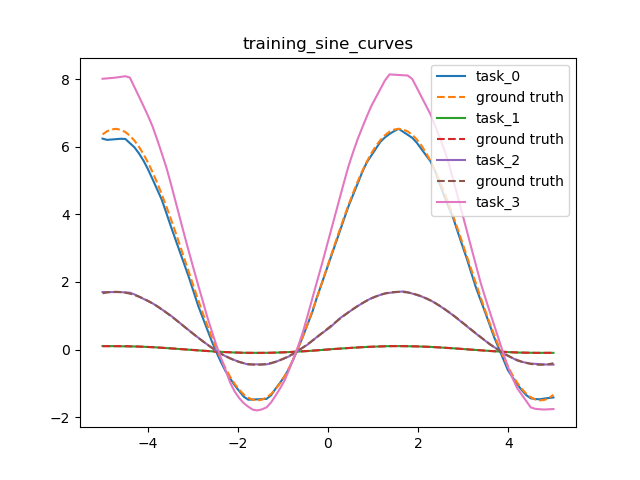 training_sine_curves
task_0
ground truth
task_1
ground truth
task_2
ground truth
task_3
8
6
4
2
0
−2
−4
−2
0
2
4